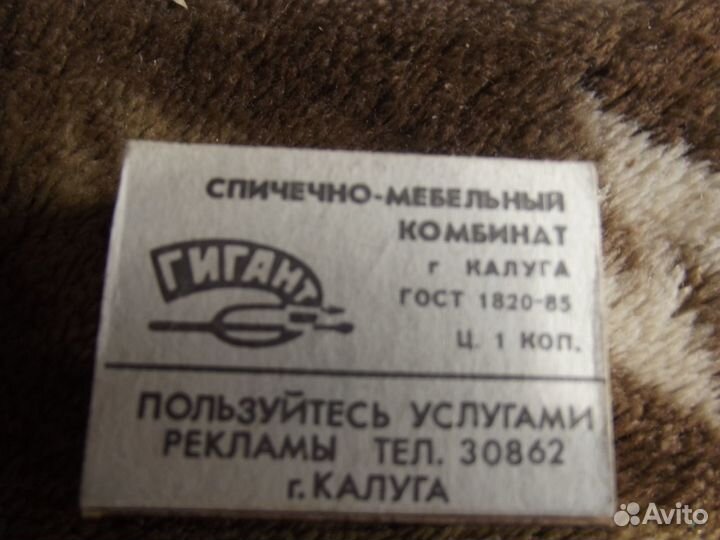 СПИЧЕЧНО-МЕБЕЛЬНЫЙ
КОМБИНАТ
ГИГАНТ
г КАЛУГА
ГОСТ 1820-85
Ц. 1 КОП.
ПОЛЬЗУЙТЕСЬ УСЛУГАМИ
РЕКЛАМЫ ТЕЛ. 30862
г. КАЛУГА
Avito